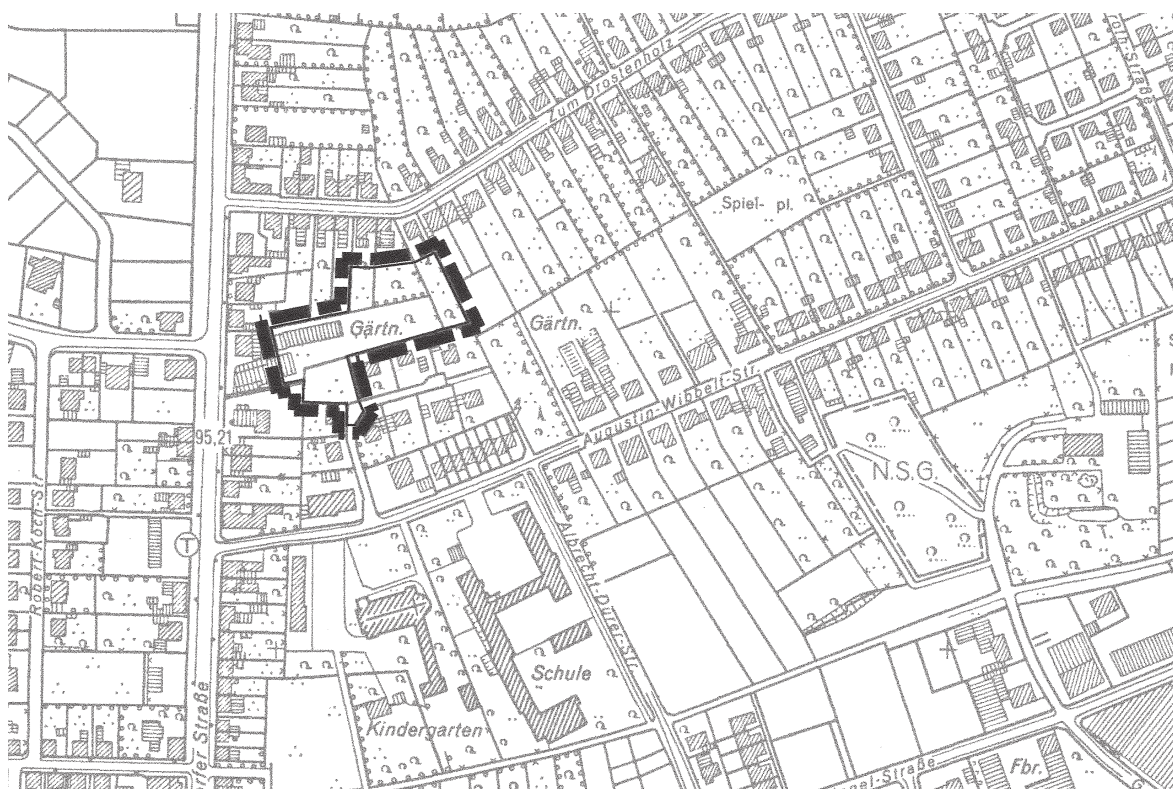 Zum Drostenholz
Spiel- pl.
Gärtn.
Gärtn.
Augustin-Wibbelt-Str.
95,21
N.S.G.
Robert-Koch-Str
T
Albrecht-Dürer-Str.
Schule
Kindergarten
Straße
Fbr.